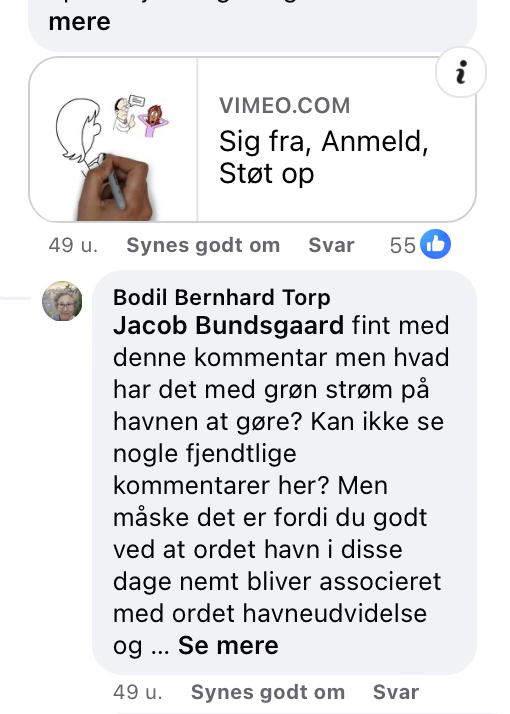 mere
VIMEO.COM
Sig fra, Anmeld,
Støt op
49 u. Synes godt om Svar 55
Bodil Bernhard Torp
Jacob Bundsgaard fint med
denne kommentar men hvad
har det med grøn strøm på
havnen at gøre? Kan ikke se
nogle fjendtlige
kommentarer her? Men
måske det er fordi du godt
ved at ordet havn i disse
dage nemt bliver associeret
med ordet havneudvidelse
og ... Se mere
49 u. Synes godt om Svar